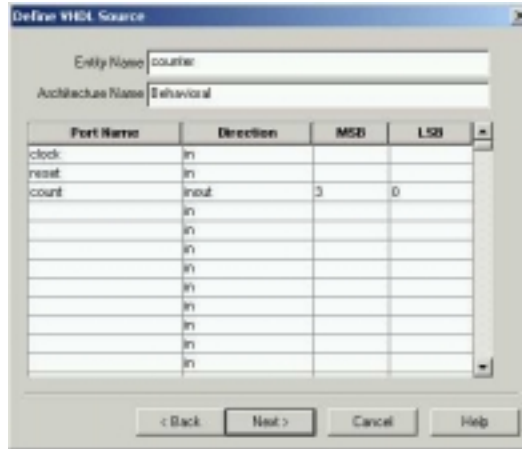 Define VHDL Source
Entity Name counter
Architecture Name Behavioral
Port Name Direction MSB LSB
clock in
reset in
count inout 3 0
in
in
in
in
in
in
in
in
in
< Back Next > Cancel Help